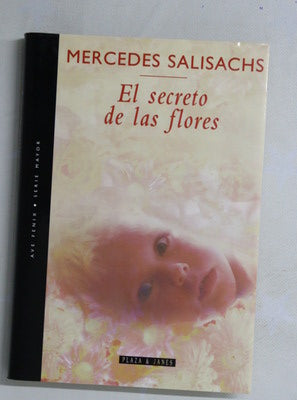 MERCEDES SALISACHS
El secreto
de las flores
AVE FENIX ★ SERIE MAYOR
PLAZA & JANES